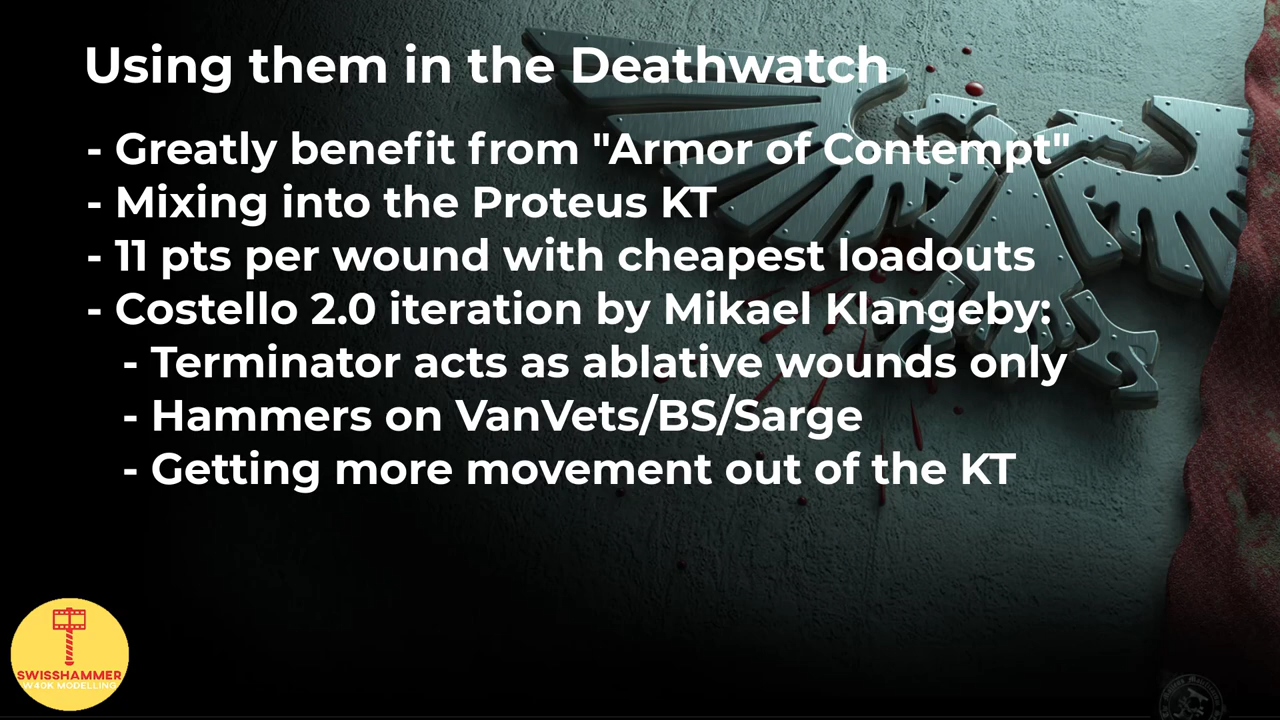 Using them in the Deathwatch
- Greatly benefit from "Armor of Contempt"
- Mixing into the Proteus KT
- 11 pts per wound with cheapest loadouts
- Costello 2.0 iteration by Mikael Klangeby:
- Terminator acts as ablative wounds only
- Hammers on VanVets/BS/Sarge
- Getting more movement out of the KT
SWISSHAMMER
W40K MODELLING